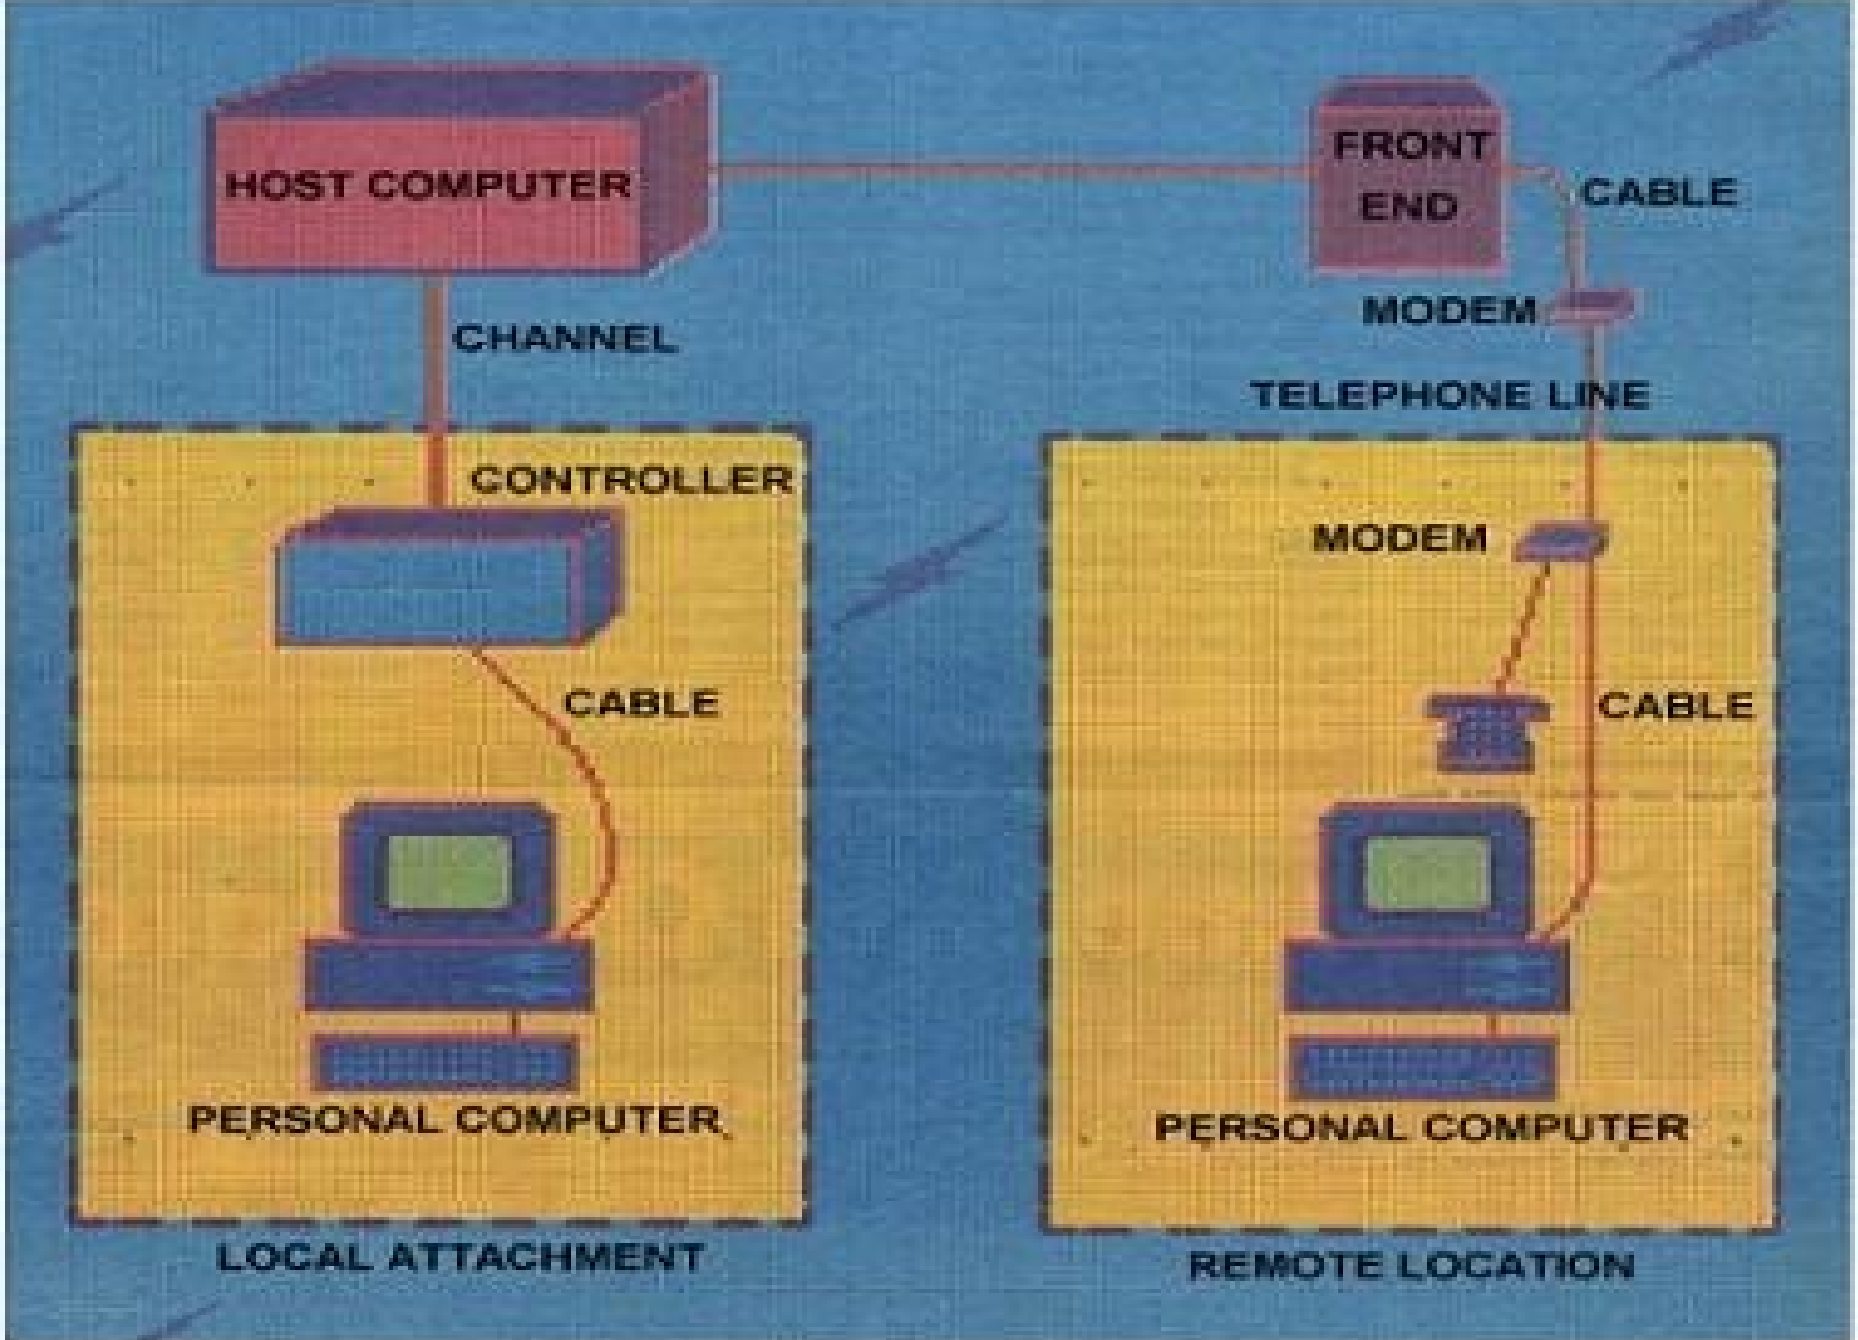 HOST COMPUTER
FRONT
END
CABLE
MODEM
CHANNEL
TELEPHONE LINE
CONTROLLER
MODEM
CABLE
CABLE
PERSONAL COMPUTER
PERSONAL COMPUTER
LOCAL ATTACHMENT
REMOTE LOCATION